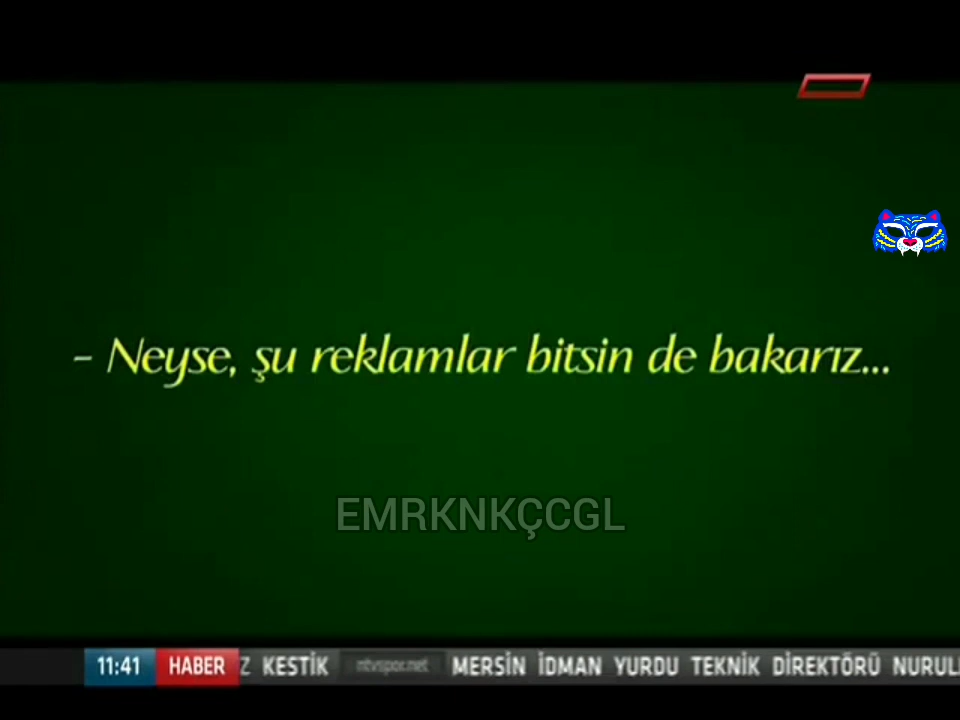 - Neyse, şu reklamlar bitsin de bakarız...
EMRKNKÇCGL
11:41 HABER Z KESTİK ntvspor.net MERSİN İDMAN YURDU TEKNİK DİREKTÖRÜ NURUL